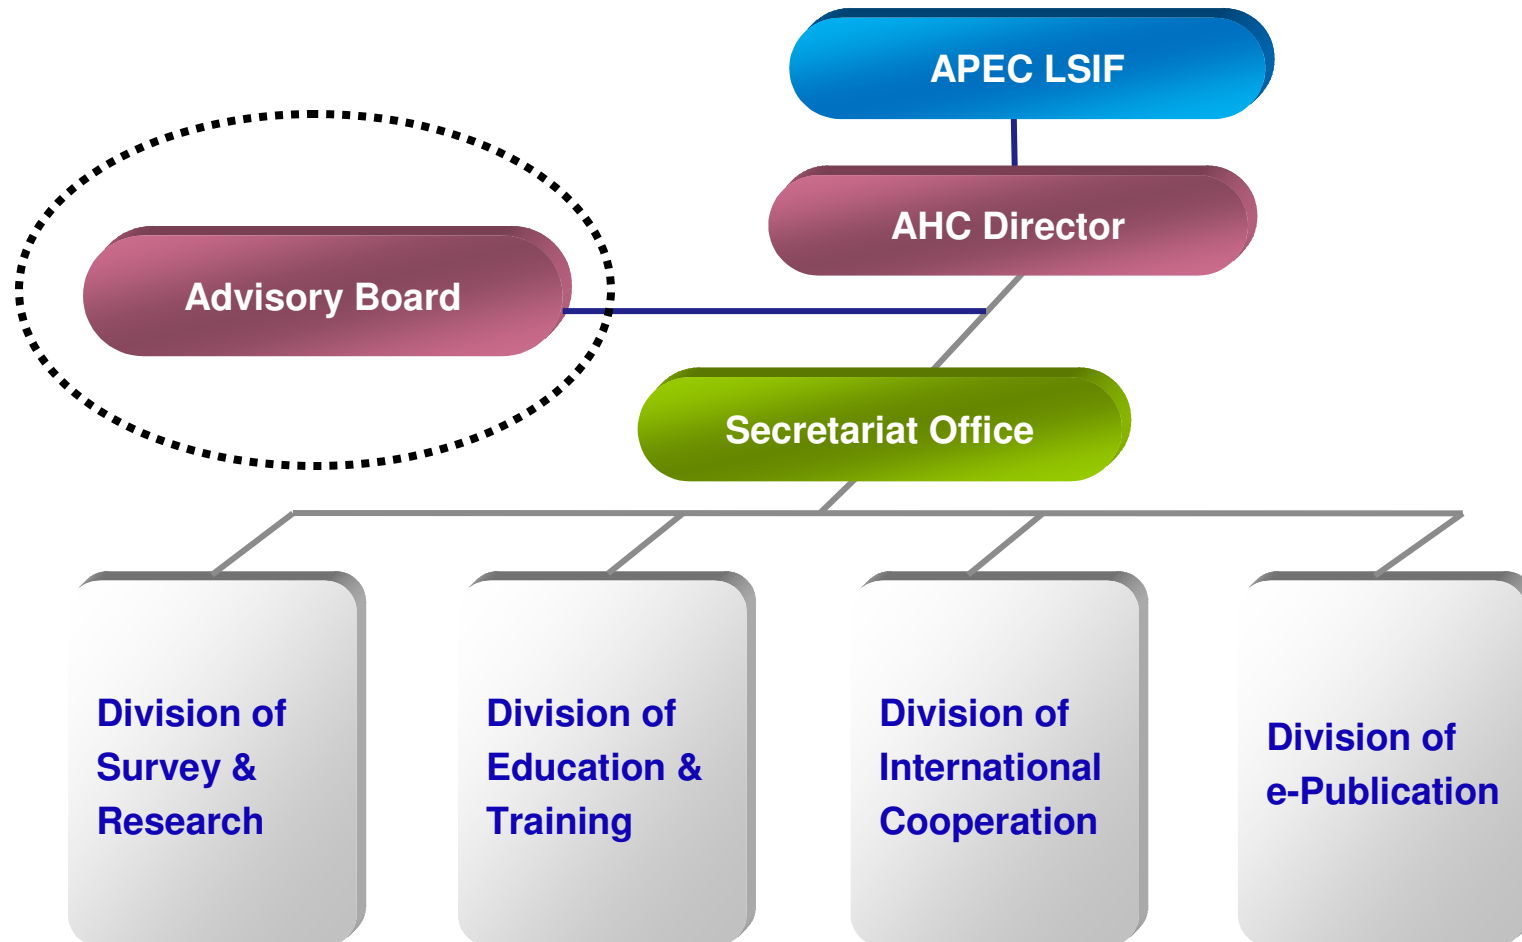 APEC LSIF
AHC Director
Advisory Board
Secretariat Office
Division of
Survey &
Research
Division of
Education &
Training
Division of
International
Cooperation
Division of
e-Publication